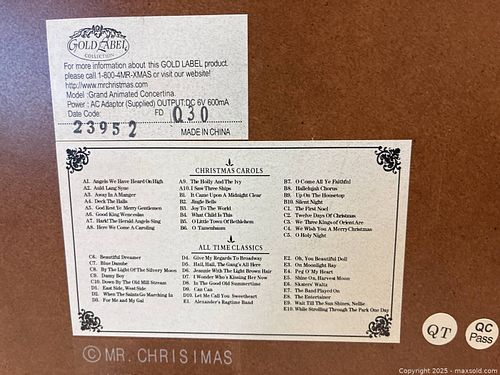 GOLD LABEL
COLLECTION
For more information about this GOLD LABEL product
please call 1-800-4MR-XMAS or visit our website!
http://www.mrchristmas.com
Model :Grand Animated Concertina.
Power : AC Adaptor (Supplied) OUTPUT:DC 6V 600mA
Date Code: FD 030
23952 MADE IN CHINA
CHRISTMAS CAROLS
A1. Angels We Have Heard On High
A2. Auld Lang Syne
A3. Away In a Manger
A4. Deck The Halls
A5. God Rest Ye Merry Gentlemen
A6. Good King Wenceslas
A7. Hark! The Herald Angels Sing
A8. Here We Come A Caroling
A9. The Holly And The Ivy
A10. I Saw Three Ships
B1. It Came Upon A Midnight Clear
B2. Jingle Bells
B3. Joy To The World
B4. What Child Is This
B5. O Little Town Of Bethlehem
B6. O Tannenbaum
B7. O Come All Ye Faithful
B8. Hallelujah Chorus
B9. Up On The Housetop
B10. Silent Night
C1. The First Noel
C2. Twelve Days Of Christmas
C3. We Three Kings of Orient Are
C4. We Wish You A Merry Christmas
C5. O Holy Night
ALL TIME CLASSICS
C6. Beautiful Dreamer
C7. Blue Danube
C8. By The Light Of The Silvery Moon
C9. Danny Boy
C10. Down By The Old Mill Stream
D1. East Side, West Side
D2. When The Saints Go Marching In
D3. For Me and My Gal
D4. Give My Regards To Broadway
D5. Hail, Hail, The Gang's All Here
D6. Jeannie With The Light Brown Hair
D7. I Wonder Who's Kissing Her Now
D8. In The Good Old Summertime
D9. Can Can
D10. Let Me Call You Sweetheart
E1. Alexander's Ragtime Band
E2. Oh, You Beautiful Doll
E3. On Moonlight Bay
E4. Peg O' My Heart
E5. Shine On, Harvest Moon
E6. Skaters' Waltz
E7. The Band Played On
E8. The Entertainer
E9. Wait Till The Sun Shines, Nellie
E10. While Strolling Through The Park One Day
QT
QC
Pass
© MR. CHRISTMAS
Copyright 2025 - maxsold.com